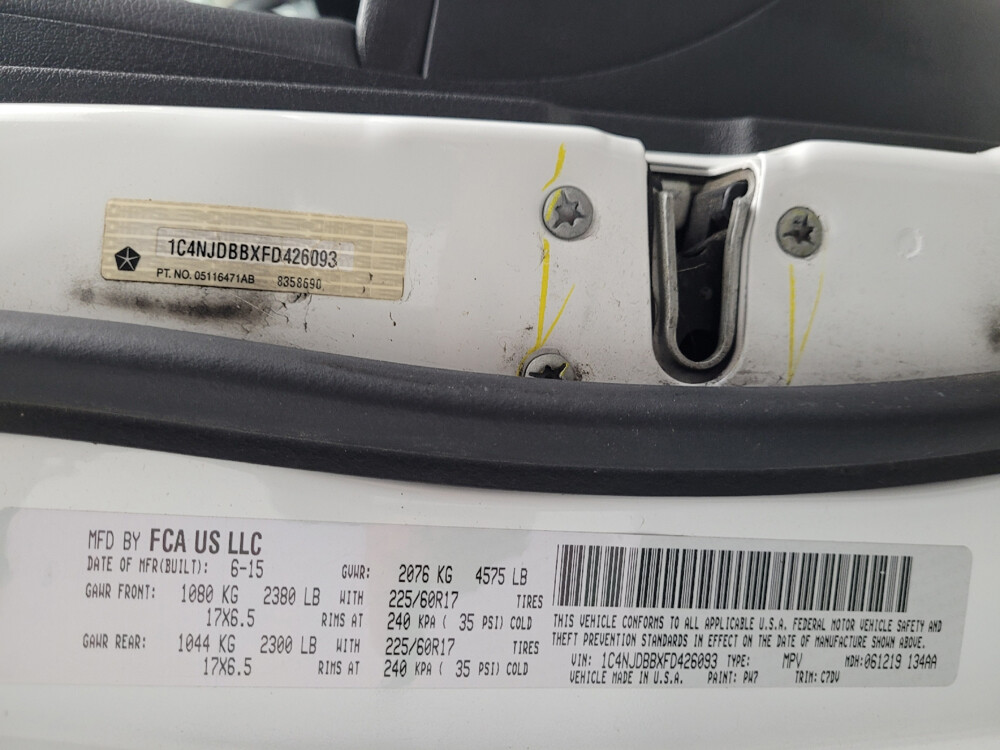 1C4NJDBBXFD426093
PT. NO. 05116471AB 8358690
MFD BY FCA US LLC
DATE OF MFR(BUILT): 6-15 GVWR: 2076 KG 4575 LB
GAWR FRONT: 1080 KG 2380 LB WITH 225/60R17 TIRES
17X6.5 RIMS AT 240 KPA ( 35 PSI) COLD
GAWR REAR: 1044 KG 2300 LB WITH 225/60R17 TIRES
17X6.5 RIMS AT 240 KPA ( 35 PSI) COLD
THIS VEHICLE CONFORMS TO ALL APPLICABLE U.S.A. FEDERAL MOTOR VEHICLE SAFETY AND
THEFT PREVENTION STANDARDS IN EFFECT ON THE DATE OF MANUFACTURE SHOWN ABOVE.
VIN: 1C4NJDBBXFD426093 TYPE: MPV MDH:061219 134AA
VEHICLE MADE IN U.S.A. PAINT: PW7 TRIM: C7DV